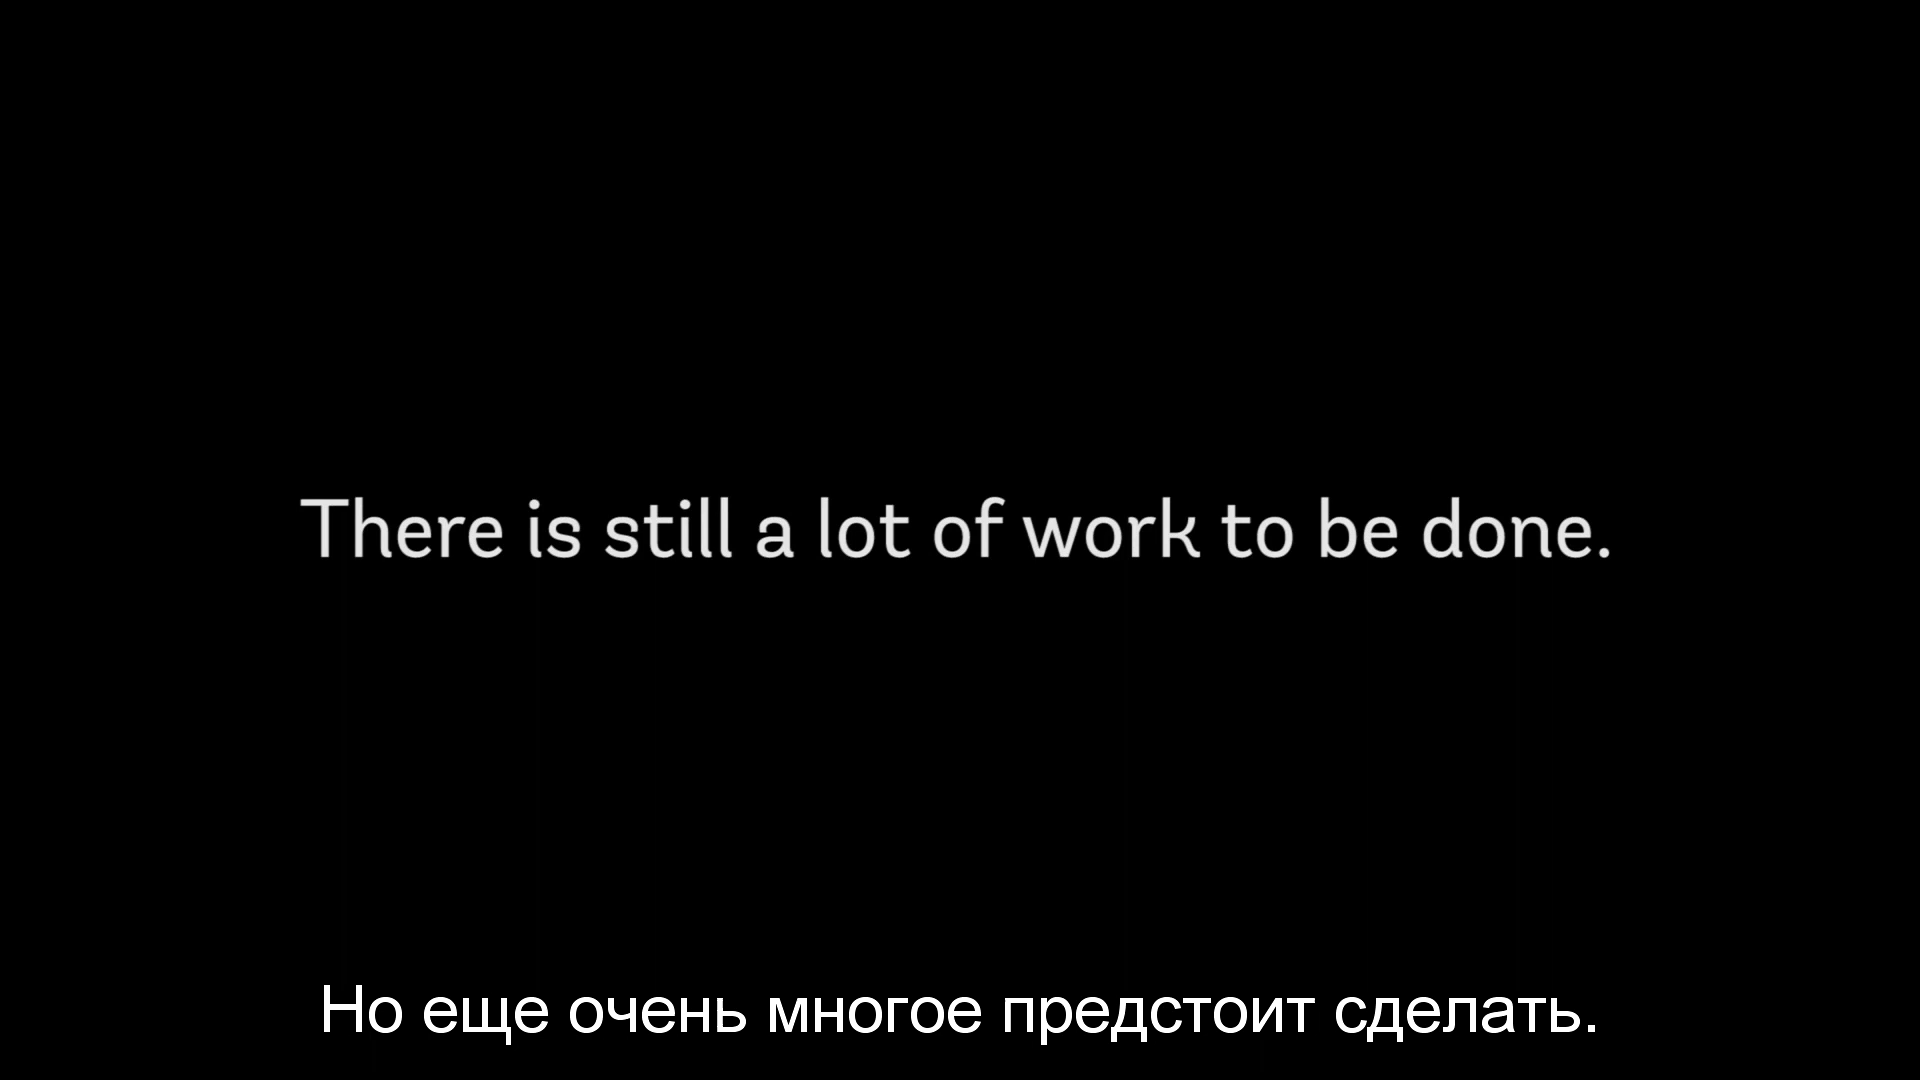 There is still a lot of work to be done.
Но еще очень многое предстоит сделать.